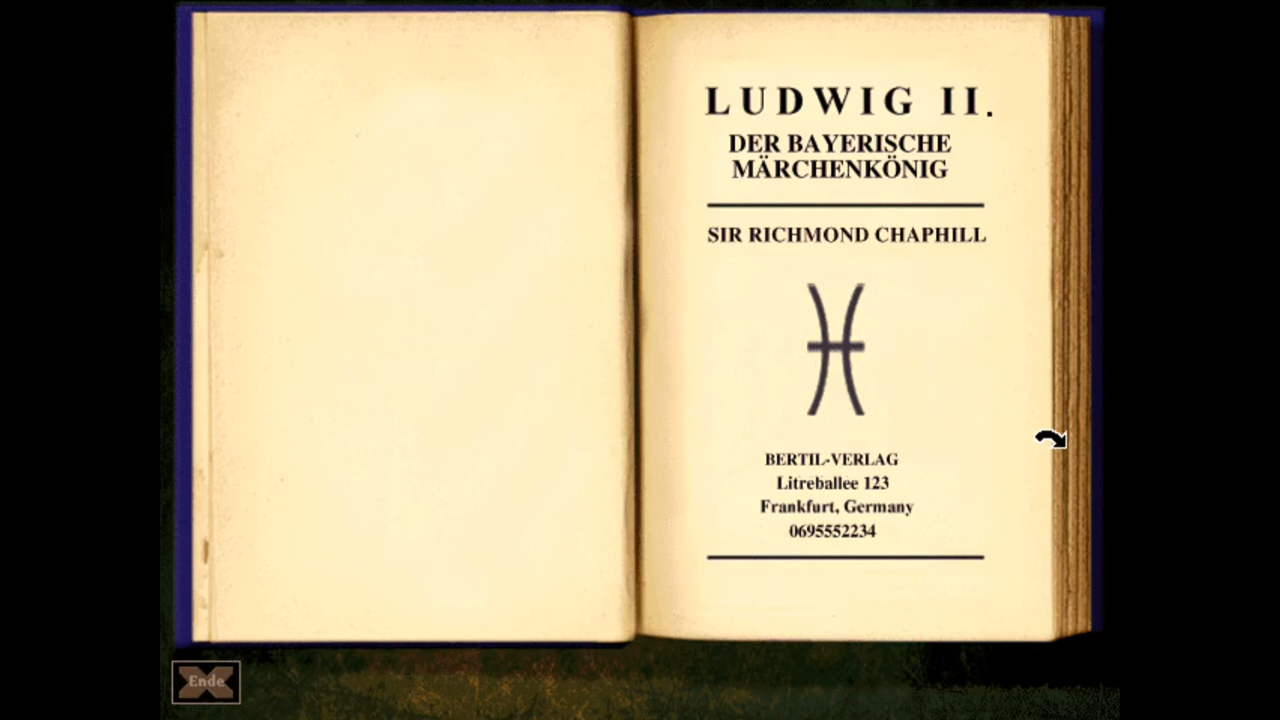 LUDWIG II.
DER BAYERISCHE
MÄRCHENKÖNIG
SIR RICHMOND CHAPHILL
BERTIL-VERLAG
Litreballee 123
Frankfurt, Germany
0695552234
Ende